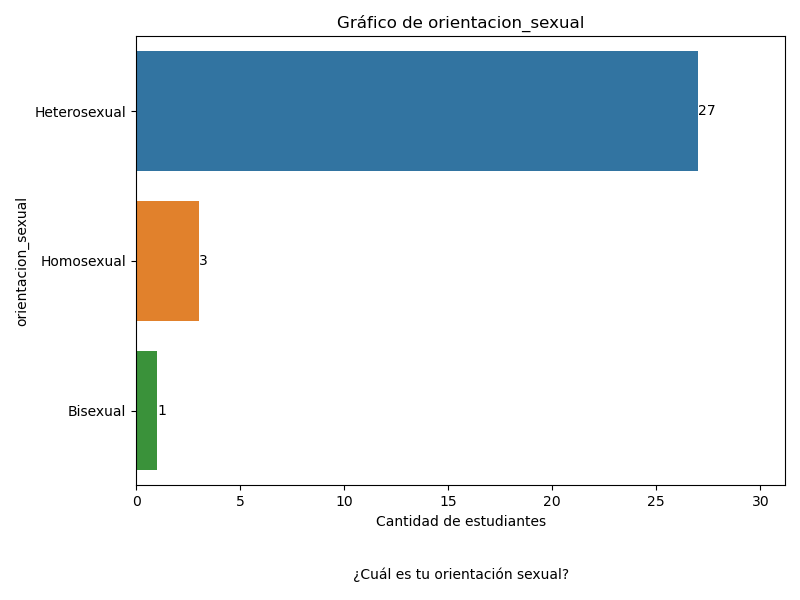 Gráfico de orientacion_sexual
orientacion_sexual
Heterosexual
27
Homosexual
3
Bisexual
1
0 5 10 15 20 25 30
Cantidad de estudiantes
¿Cuál es tu orientación sexual?